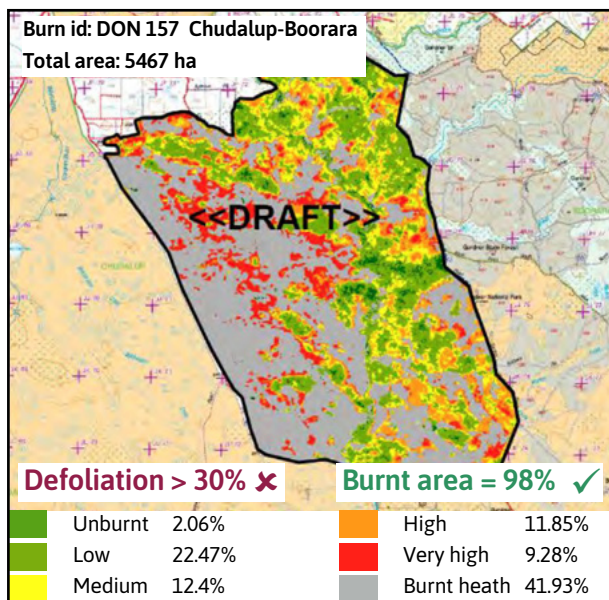 Burn id: DON 157 Chudalup-Boorara
Total area: 5467 ha
<<DRAFT>>
CHUDALUP
Defoliation > 30% ✘
Burnt area = 98% ✓
Unburnt 2.06%
High 11.85%
Low 22.47%
Very high 9.28%
Medium 12.4%
Burnt heath 41.93%